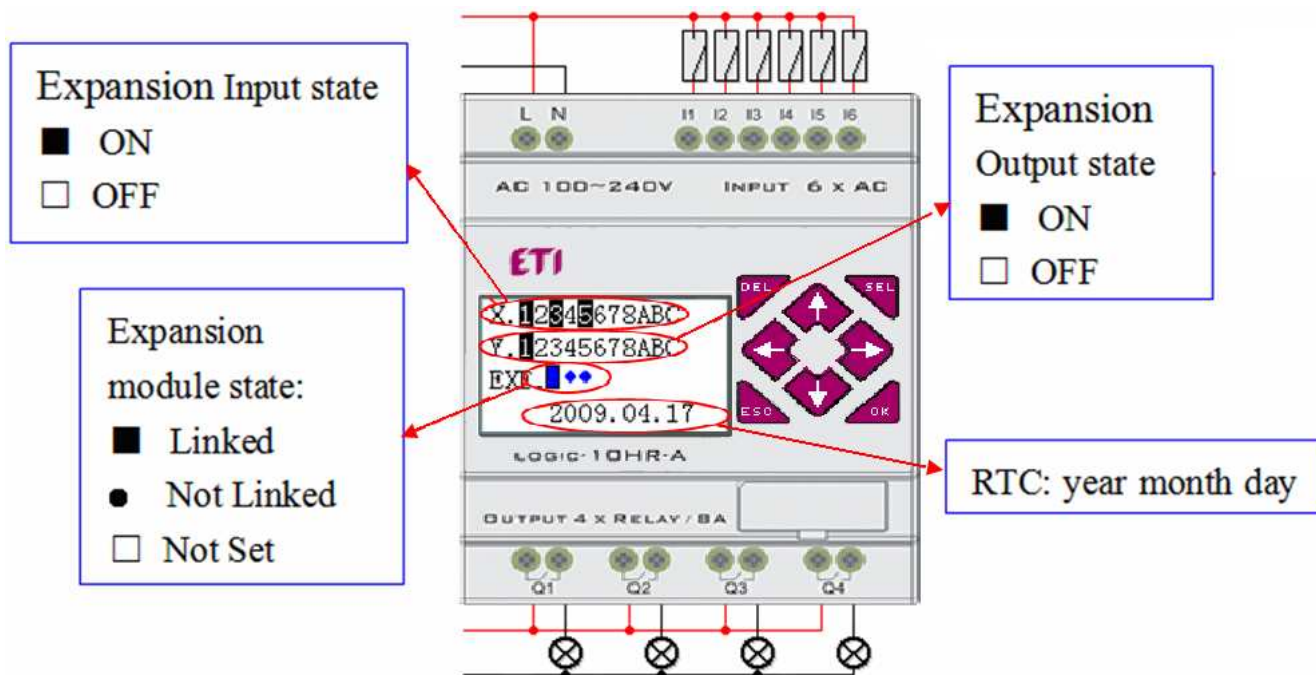 Expansion Input state
■ ON
□ OFF
Expansion
module state:
■ Linked
● Not Linked
□ Not Set
L N
I1 I2 I3 I4 I5 I6
AC 100~240V INPUT 6 x AC
ETI
X.12345678ABC
Y.12345678ABC
EXE
2009.04.17
LOGIC-10HR-A
OUTPUT 4 x RELAY / 8A
Q1 Q2 Q3 Q4
DEL SEL
ESC OK
Expansion
Output state
■ ON
□ OFF
RTC: year month day